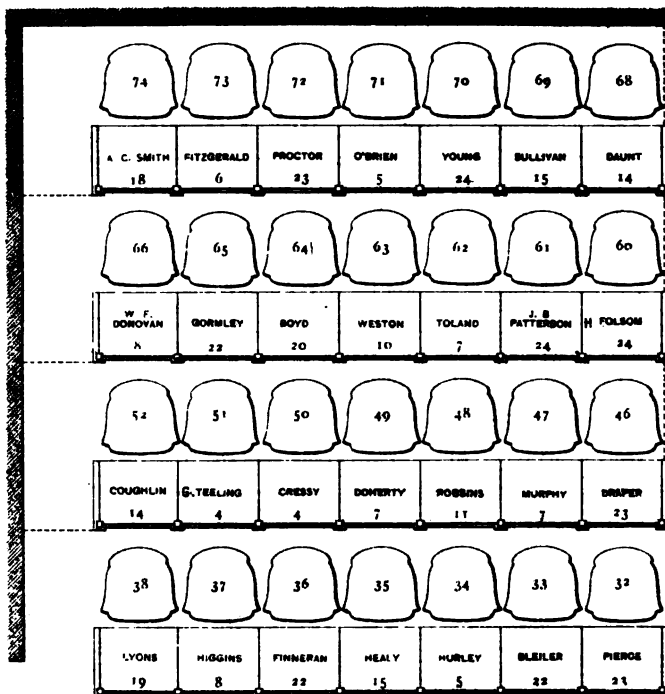 74 73 72 71 70 69 68
A. C. SMITH FITZGERALD PROCTOR O'BRIEN YOUNG SULLIVAN DAUNT
18 6 23 5 24 15 14
66 65 64 63 62 61 60
W. F. DONOVAN GORMLEY BOYD WESTON TOLAND J. B PATTERSON H FOLSOM
8 22 20 10 7 24 24
52 51 50 49 48 47 46
COUGHLIN G. TEELING CRESSY DOHERTY ROBBINS MURPHY DRAPER
14 4 4 7 11 7 23
38 37 36 35 34 33 32
LYONS HIGGINS FINNERAN HEALY HURLEY BLEILER PIERCE
19 8 22 15 5 22